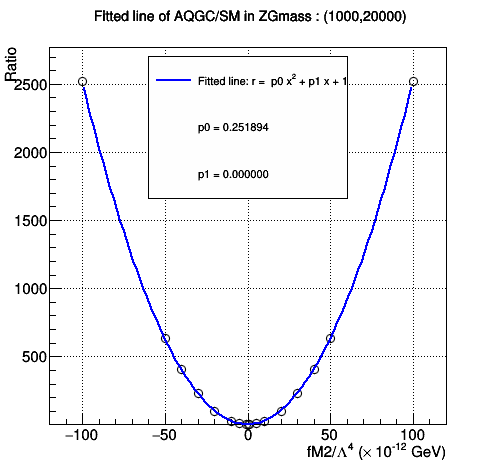 FItted line of AQGC/SM in ZGmass : (1000,20000)
Ratio
Fitted line: r = p0 x² + p1 x + 1
p0 = 0.251894
p1 = 0.000000
2500
2000
1500
1000
500
−100 −50 0 50 100
fM2/Λ⁴ (× 10⁻¹² GeV)